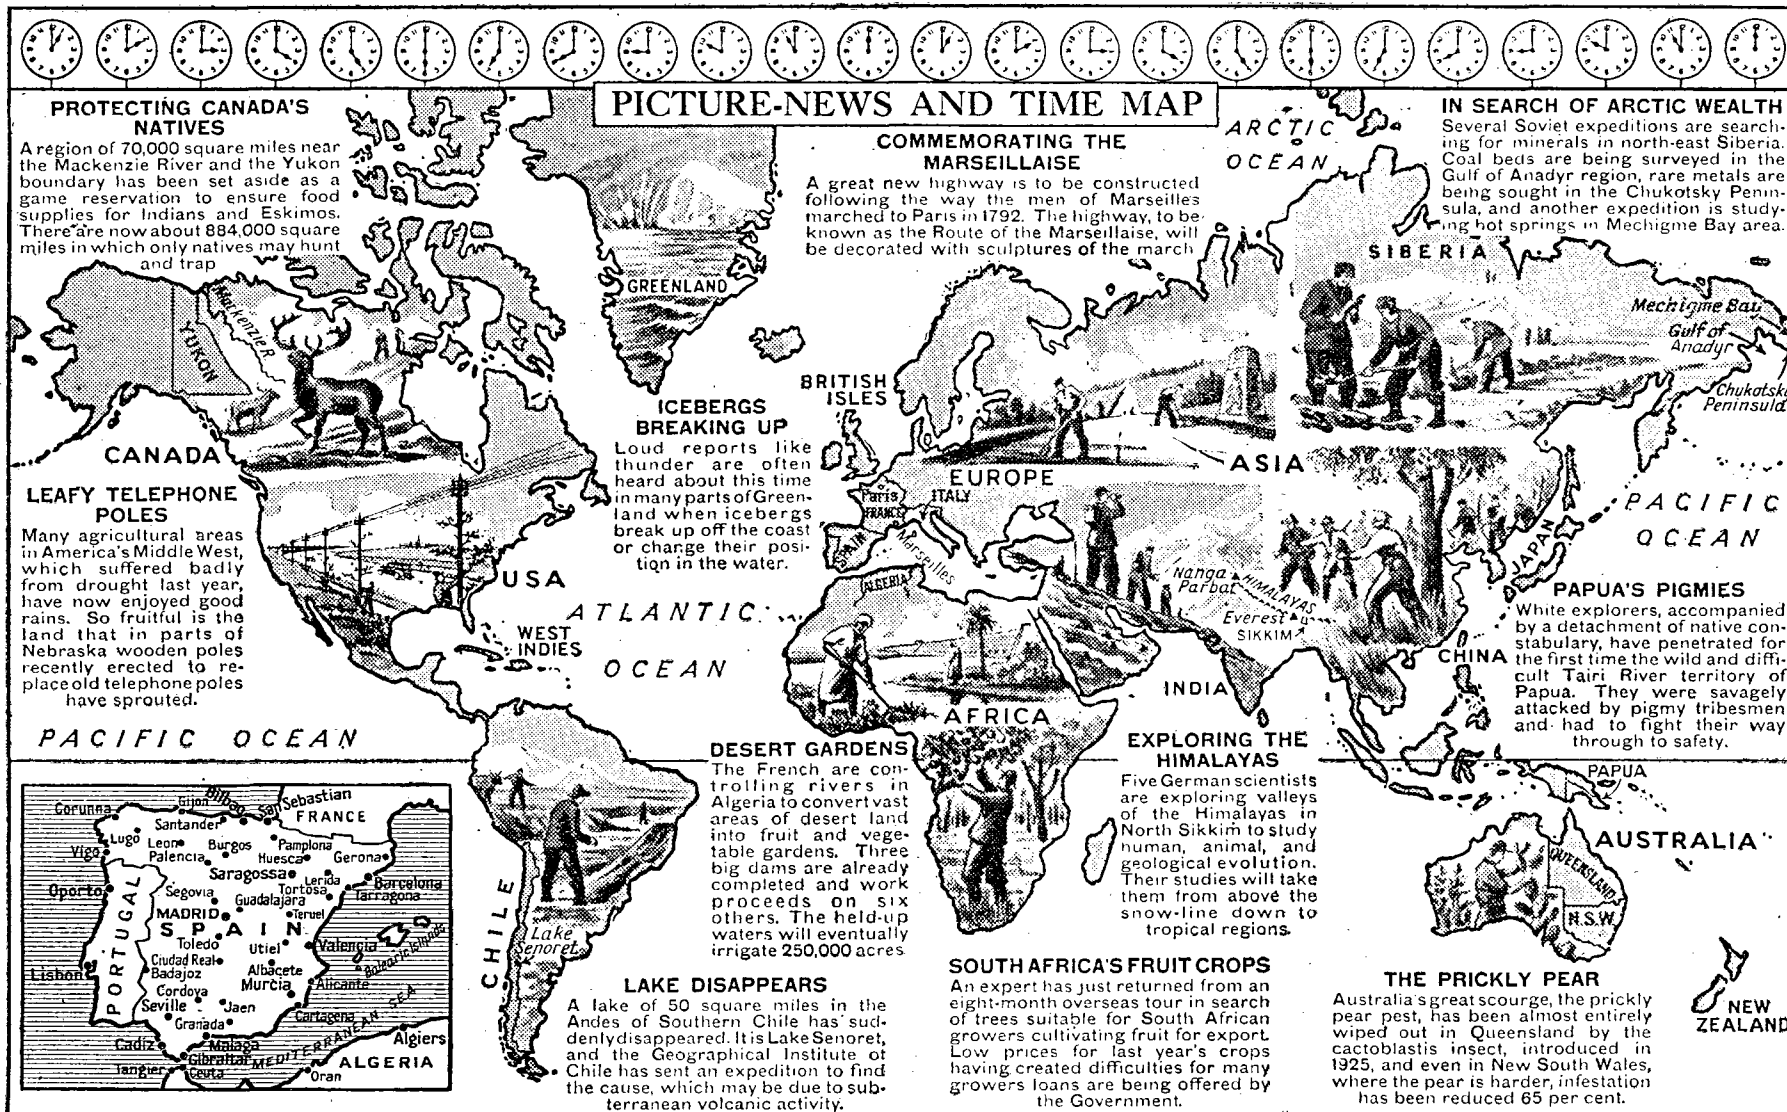 PICTURE-NEWS AND TIME MAP
PROTECTING CANADA'S
NATIVES
A region of 70,000 square miles near
the Mackenzie River and the Yukon
boundary has been set aside as a
game reservation to ensure food
supplies for Indians and Eskimos.
There are now about 884,000 square
miles in which only natives may hunt
and trap
COMMEMORATING THE
MARSEILLAISE
A great new highway is to be constructed
following the way the men of Marseilles
marched to Paris in 1792. The highway, to be
known as the Route of the Marseillaise, will
be decorated with sculptures of the march
ARCTIC
OCEAN
IN SEARCH OF ARCTIC WEALTH
Several Soviet expeditions are search-
ing for minerals in north-east Siberia.
Coal beds are being surveyed in the
Gulf of Anadyr region, rare metals are
being sought in the Chukotsky Penin-
sula, and another expedition is study-
ing hot springs in Mechigme Bay area.
SIBERIA
GREENLAND
Mackenzie R
YUKON
Mechigme Bay
Gulf of
Anadyr
Chukotsk
Peninsula
BRITISH
ISLES
CANADA
ICEBERGS
BREAKING UP
Loud reports like
thunder are often
heard about this time
in many parts of Green-
land when icebergs
break up off the coast
or change their posi-
tion in the water.
EUROPE
ASIA
Paris
FRANCE
ITALY
SPAIN
Marseilles
ALGERIA
LEAFY TELEPHONE
POLES
Many agricultural areas
in America's Middle West,
which suffered badly
from drought last year,
have now enjoyed good
rains. So fruitful is the
land that in parts of
Nebraska wooden poles
recently erected to re-
place old telephone poles
have sprouted.
USA
ATLANTIC
OCEAN
WEST
INDIES
Nanga
Parbat
HIMALAYAS
Everest
SIKKIM
INDIA
CHINA
JAPAN
PACIFIC
OCEAN
PAPUA'S PIGMIES
White explorers, accompanied
by a detachment of native con-
stabulary, have penetrated for
the first time the wild and diffi-
cult Tairi River territory of
Papua. They were savagely
attacked by pigmy tribesmen
and had to fight their way
through to safety.
PACIFIC OCEAN
AFRICA
DESERT GARDENS
The French are con-
trolling rivers in
Algeria to convert vast
areas of desert land
into fruit and vege-
table gardens. Three
big dams are already
completed and work
proceeds on six
others. The held-up
waters will eventually
irrigate 250,000 acres
EXPLORING THE
HIMALAYAS
Five German scientists
are exploring valleys
of the Himalayas in
North Sikkim to study
human, animal, and
geological evolution.
Their studies will take
them from above the
snow-line down to
tropical regions.
PAPUA
AUSTRALIA
QUEENSLAND
N.S.W.
CHILE
Lake
Senoret
LAKE DISAPPEARS
A lake of 50 square miles in the
Andes of Southern Chile has sud-
denly disappeared. It is Lake Senoret,
and the Geographical Institute of
Chile has sent an expedition to find
the cause, which may be due to sub-
terranean volcanic activity.
SOUTH AFRICA'S FRUIT CROPS
An expert has just returned from an
eight-month overseas tour in search
of trees suitable for South African
growers cultivating fruit for export.
Low prices for last year's crops
having created difficulties for many
growers loans are being offered by
the Government.
THE PRICKLY PEAR
Australia's great scourge, the prickly
pear pest, has been almost entirely
wiped out in Queensland by the
cactoblastis insect, introduced in
1925, and even in New South Wales,
where the pear is harder, infestation
has been reduced 65 per cent.
NEW
ZEALAND
Corunna
Gijon
Bilbao
San Sebastian
FRANCE
Santander
Lugo
Leon
Burgos
Pamplona
Vigo
Palencia
Huesca
Gerona
Saragossa
Lerida
Barcelona
Oporto
Segovia
Tortosa
Tarragona
Guadalajara
MADRID
Teruel
SPAIN
PORTUGAL
Toledo
Utiel
Valencia
Balearic Islands
Ciudad Real
Lisbon
Badajoz
Albacete
Murcia
Alicante
Cordova
Seville
Jaen
Cartagena
Granada
Cadiz
Malaga
MEDITERRANEAN SEA
Algiers
Gibraltar
ALGERIA
Tangier
Ceuta
Oran